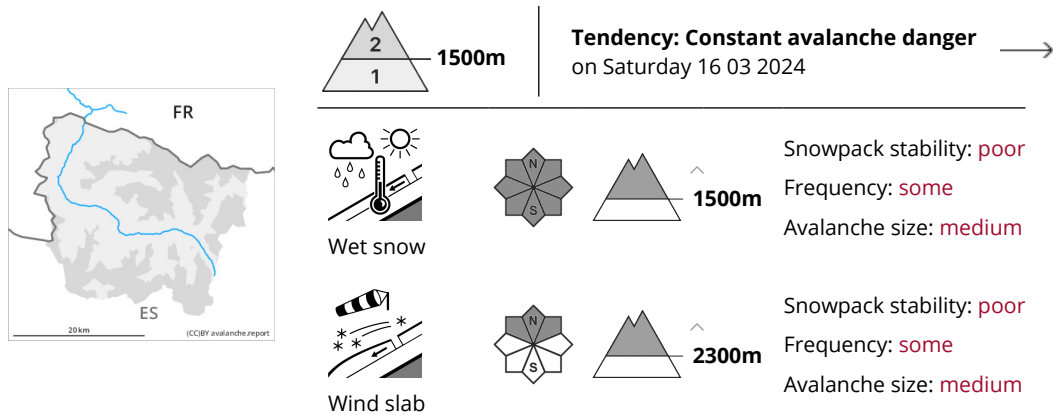 2
1
1500m
Tendency: Constant avalanche danger
on Saturday 16 03 2024
FR
ES
20 km
(CC)BY avalanche.report
Wet snow
N
S
1500m
Snowpack stability: poor
Frequency: some
Avalanche size: medium
Wind slab
N
S
2300m
Snowpack stability: poor
Frequency: some
Avalanche size: medium